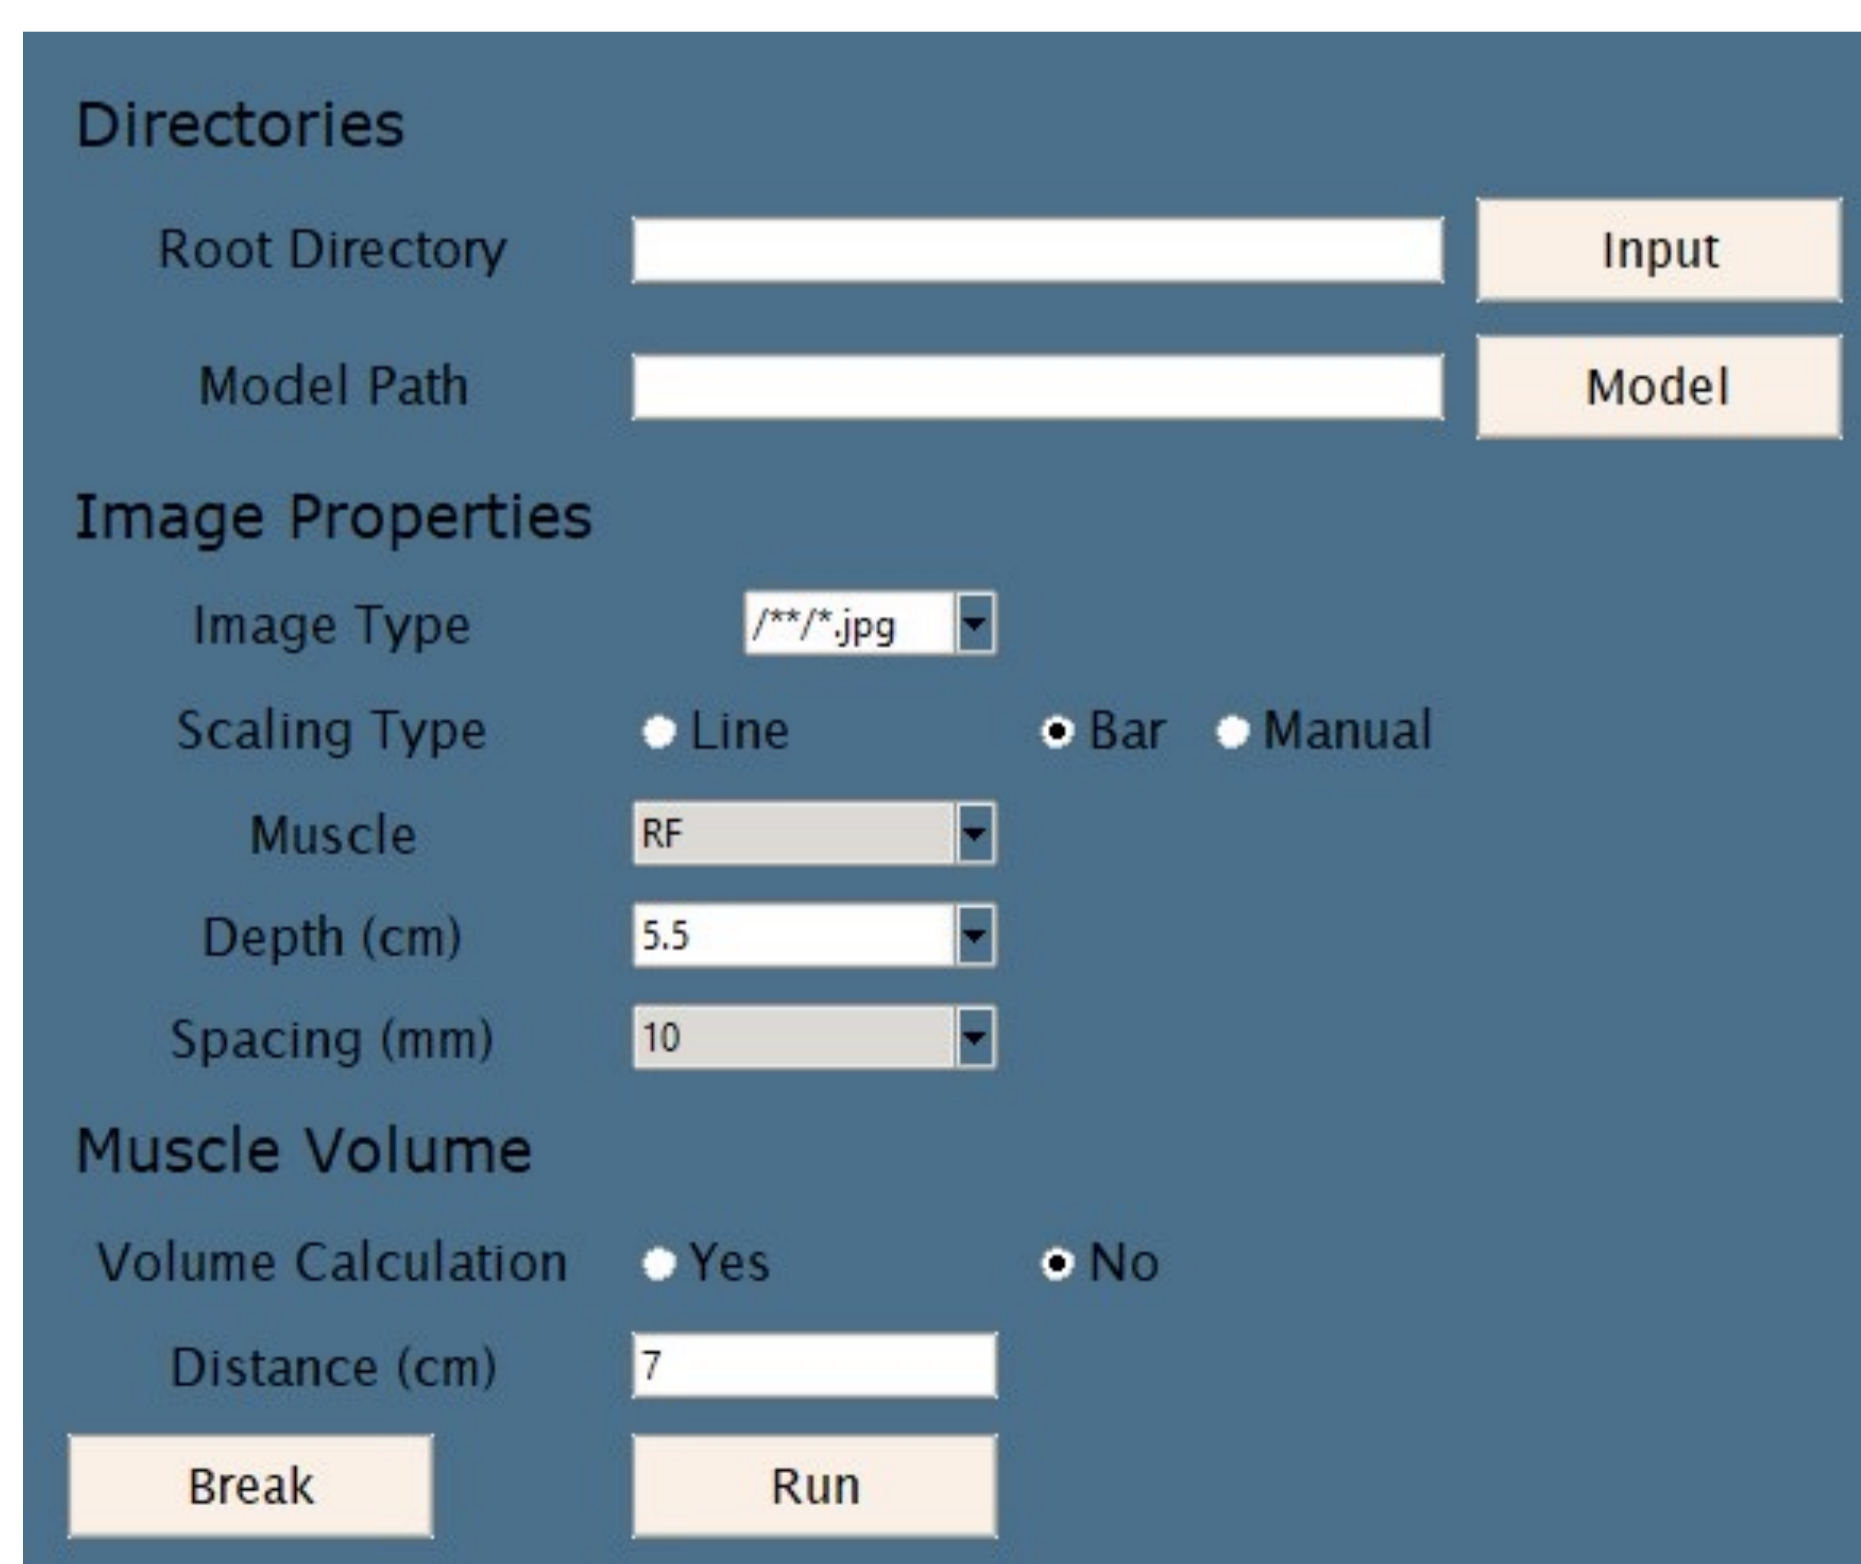 Directories
Root Directory Input
Model Path Model
Image Properties
Image Type /**/*.jpg
Scaling Type Line Bar Manual
Muscle RF
Depth (cm) 5.5
Spacing (mm) 10
Muscle Volume
Volume Calculation Yes No
Distance (cm) 7
Break Run